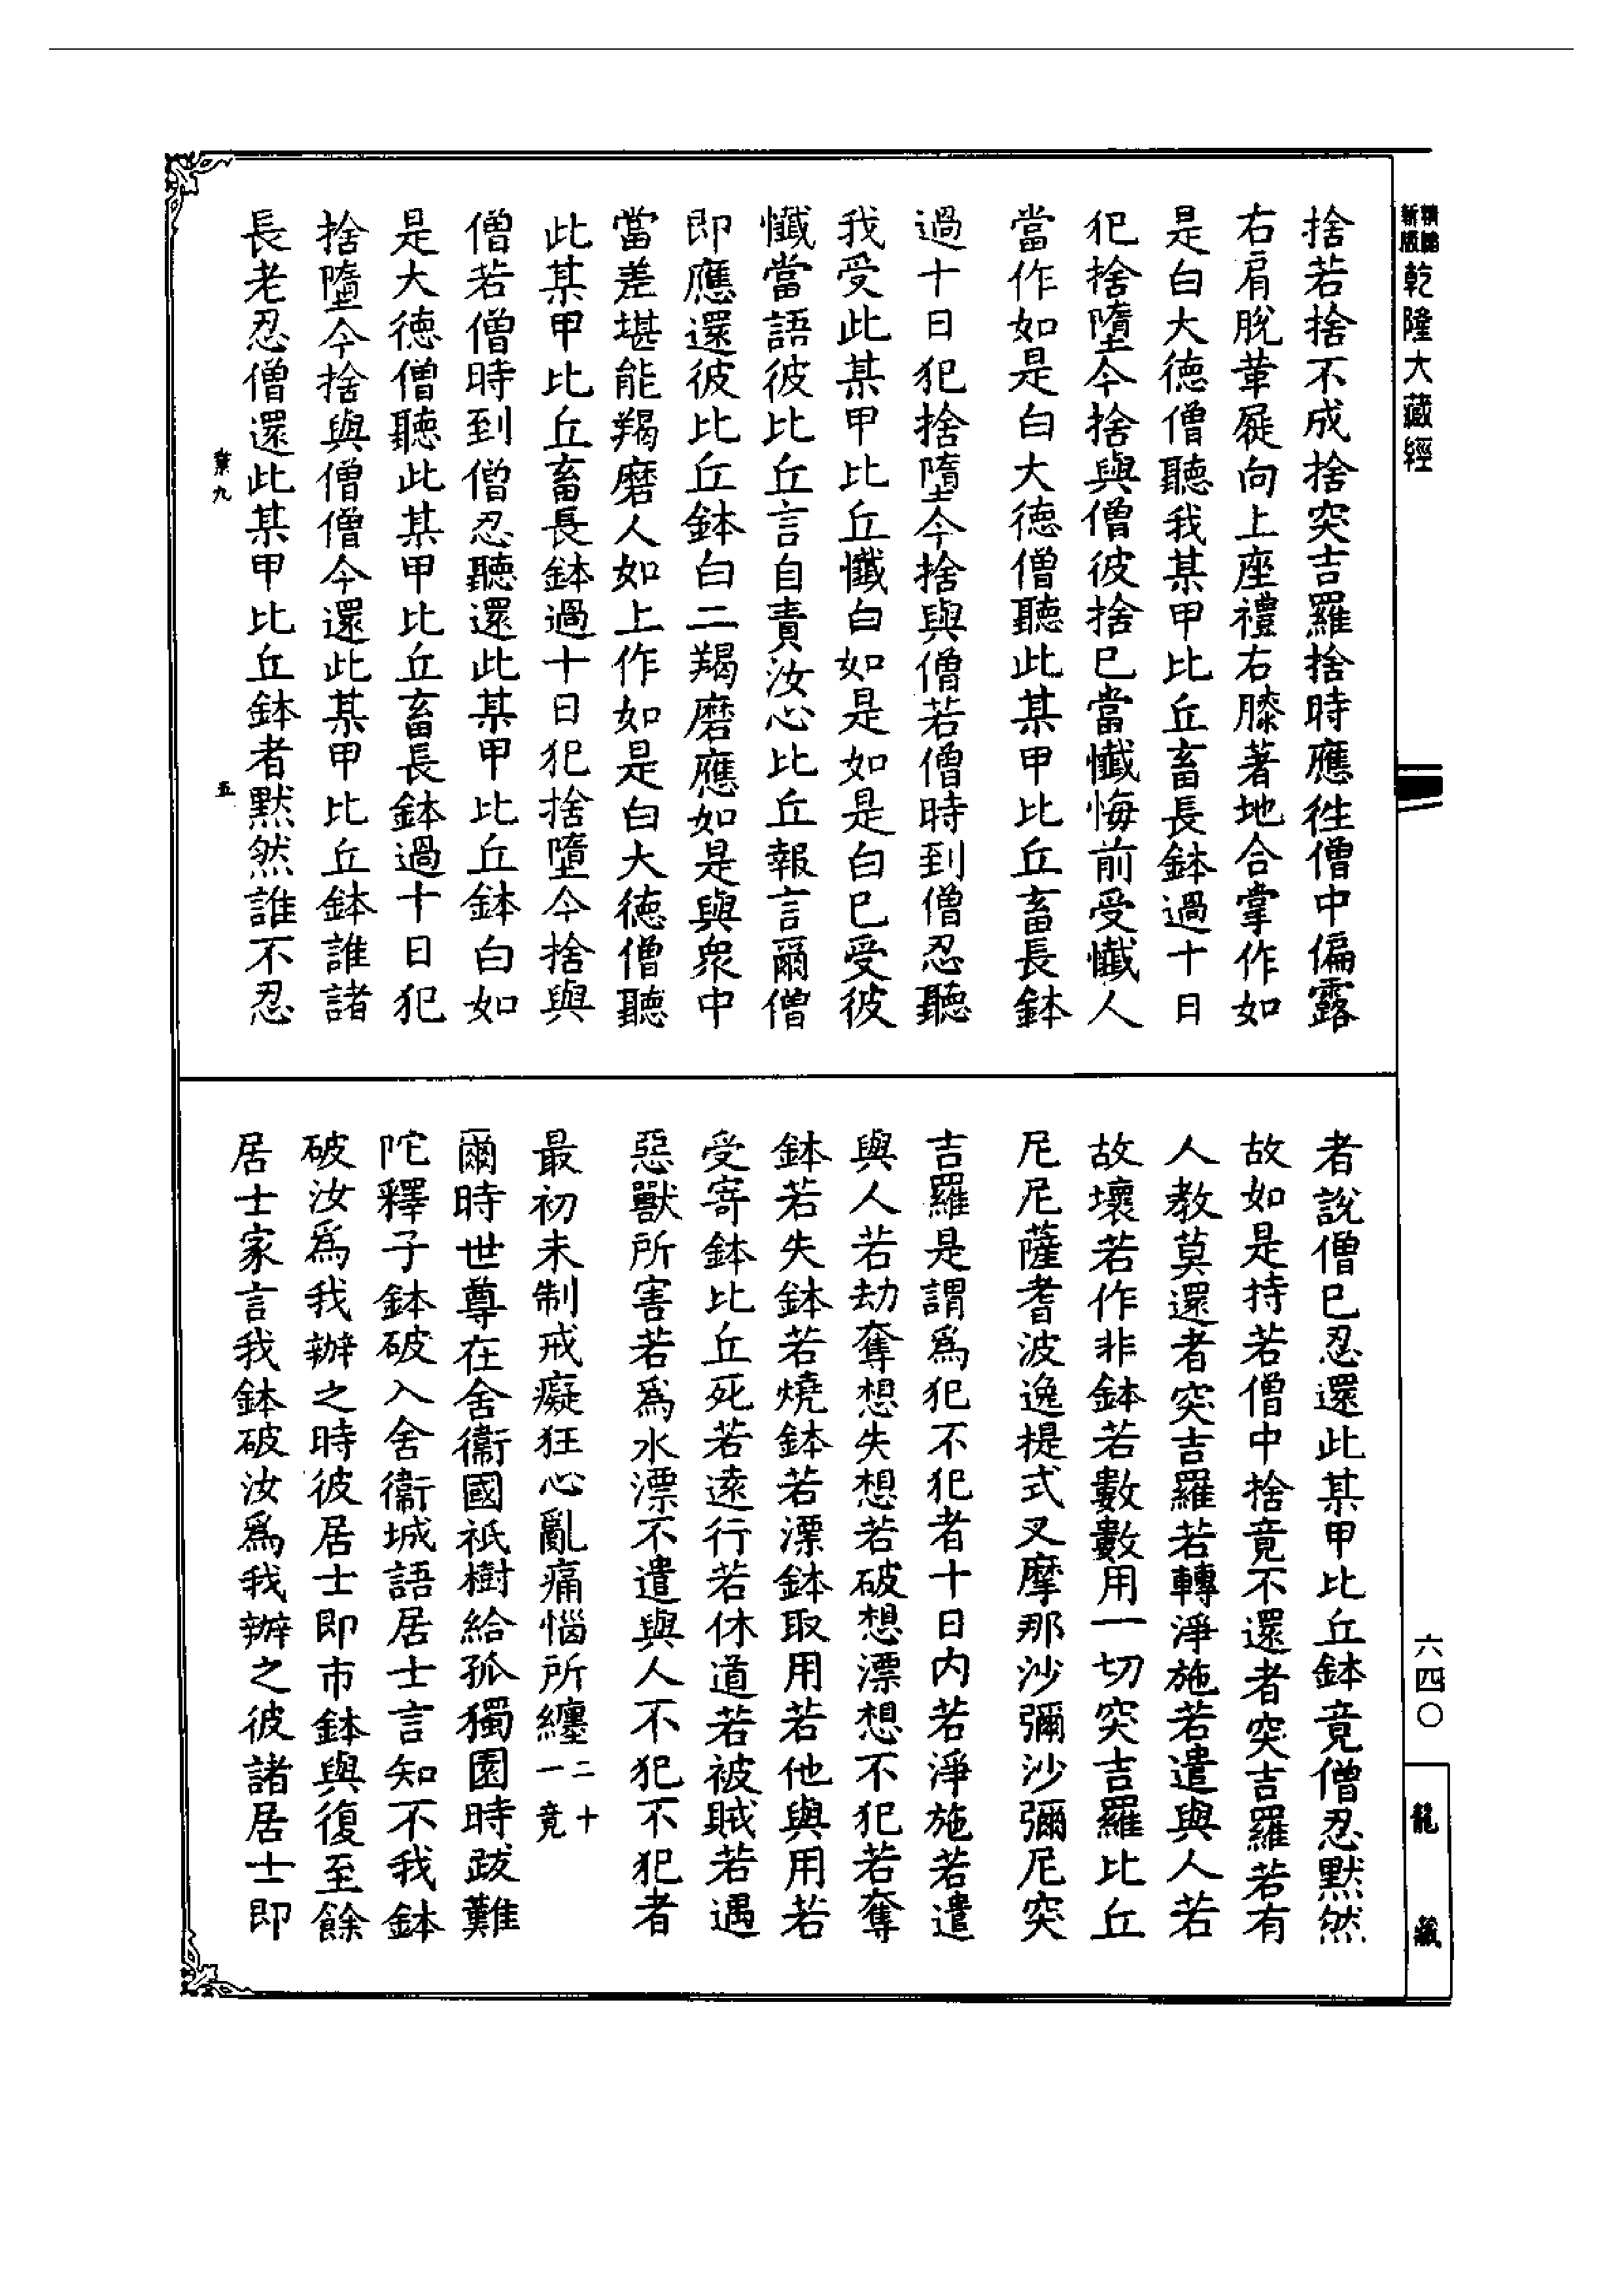 新版
精縮
乾隆大藏經
捨若捨不成捨突吉羅捨時應徃僧中偏露
右肩脫革屣向上座禮右膝著地合掌作如
是白大德僧聽我某甲比丘畜長鉢過十日
犯捨墮今捨與僧彼捨已當懺悔前受懺人
當作如是白大德僧聽此某甲比丘畜長鉢
過十日犯捨墮今捨與僧若僧時到僧忍聽
我受此某甲比丘懺白如是如是白已受彼
懺當語彼比丘言自責汝心比丘報言爾僧
即應還彼比丘鉢白二羯磨應如是與衆中
當差堪能羯磨人如上作如是白大德僧聽
此某甲比丘畜長鉢過十日犯捨墮今捨與
僧若僧時到僧忍聽還此某甲比丘鉢白如
是大德僧聽此某甲比丘畜長鉢過十日犯
捨墮今捨與僧僧今還此某甲比丘鉢誰諸
長老忍僧還此某甲比丘鉢者默然誰不忍
業九
五
者說僧已忍還此某甲比丘鉢竟僧忍默然
故如是持若僧中捨竟不還者突吉羅若有
人教莫還者突吉羅若轉淨施若遣與人若
故壞若作非鉢若數數用一切突吉羅比丘
尼尼薩耆波逸提式叉摩那沙彌沙彌尼突
吉羅是謂爲犯不犯者十日內若淨施若遣
與人若劫奪想失想若破想漂想不犯若奪
鉢若失鉢若燒鉢若漂鉢取用若他與用若
受寄鉢比丘死若遠行若休道若被賊若遇
惡獸所害若爲水漂不遣與人不犯不犯者
最初未制戒癡狂心亂痛惱所纏二十一竟
爾時世尊在舍衞國祇樹給孤獨園時跋難
陀釋子鉢破入舍衞城語居士言知不我鉢
破汝爲我辦之時彼居士即市鉢與復至餘
居士家言我鉢破汝爲我辦之彼諸居士即
六四〇
龍藏